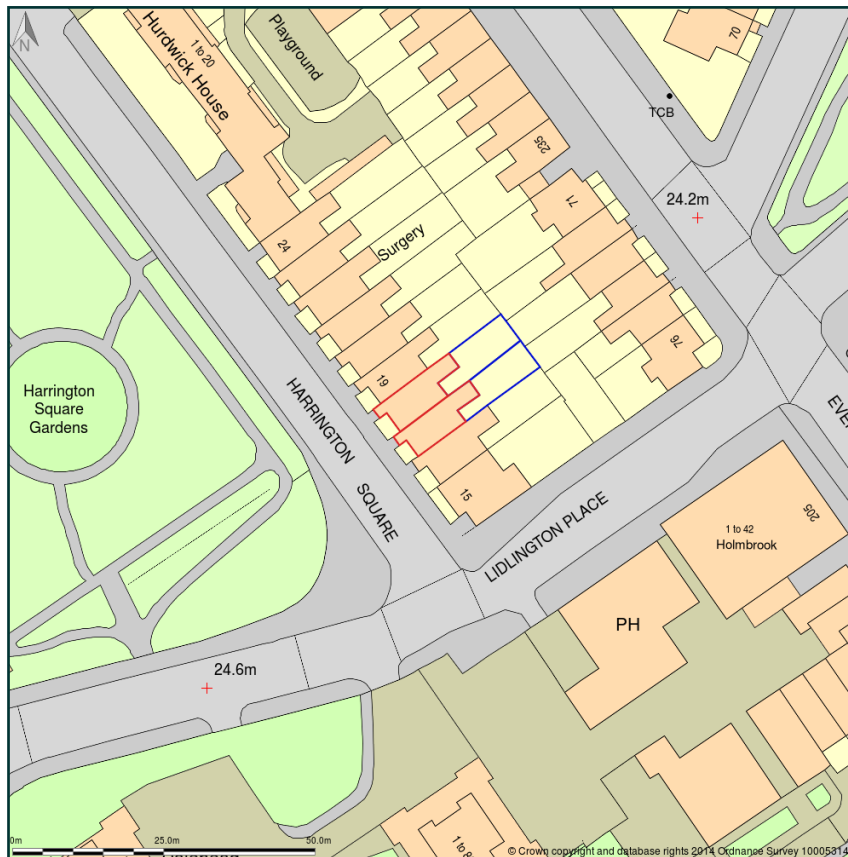 N
Hurdwick House
1 to 20
Playground
70
TCB
235
71
24.2m
24
Surgery
76
19
Harrington
Square
Gardens
HARRINGTON
SQUARE
15
LIDLINGTON PLACE
205
1 to 42
Holmbrook
PH
24.6m
25.0m
50.0m
© Crown copyright and database rights 2014 Ordnance Survey 10005314